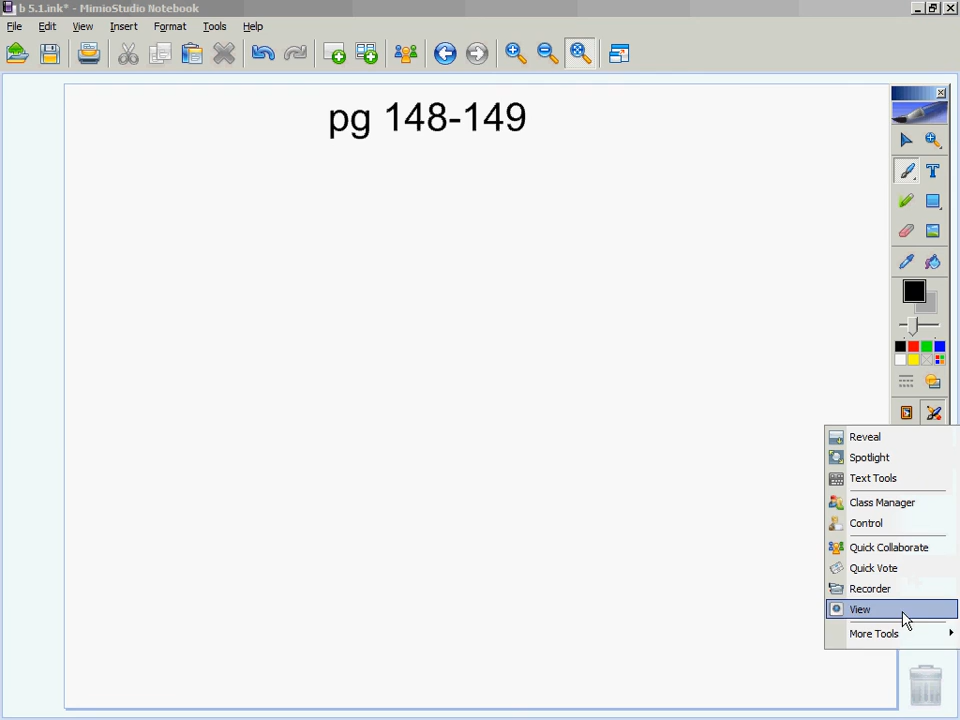 b 5.1.ink* - MimioStudio Notebook
File Edit View Insert Format Tools Help
pg 148-149
T
Reveal
Spotlight
Text Tools
Class Manager
Control
Quick Collaborate
Quick Vote
Recorder
View
More Tools